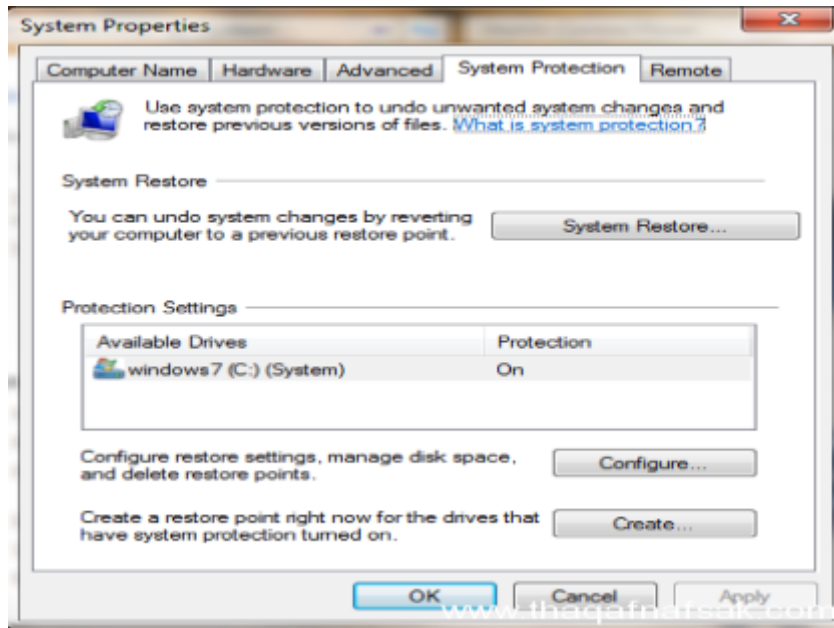 System Properties
Computer Name Hardware Advanced System Protection Remote
Use system protection to undo unwanted system changes and
restore previous versions of files. What is system protection?
System Restore
You can undo system changes by reverting
your computer to a previous restore point.
System Restore...
Protection Settings
Available Drives Protection
windows7 (C:) (System) On
Configure restore settings, manage disk space,
and delete restore points.
Configure...
Create a restore point right now for the drives that
have system protection turned on.
Create...
OK Cancel Apply
www.thaqafnafsak.com